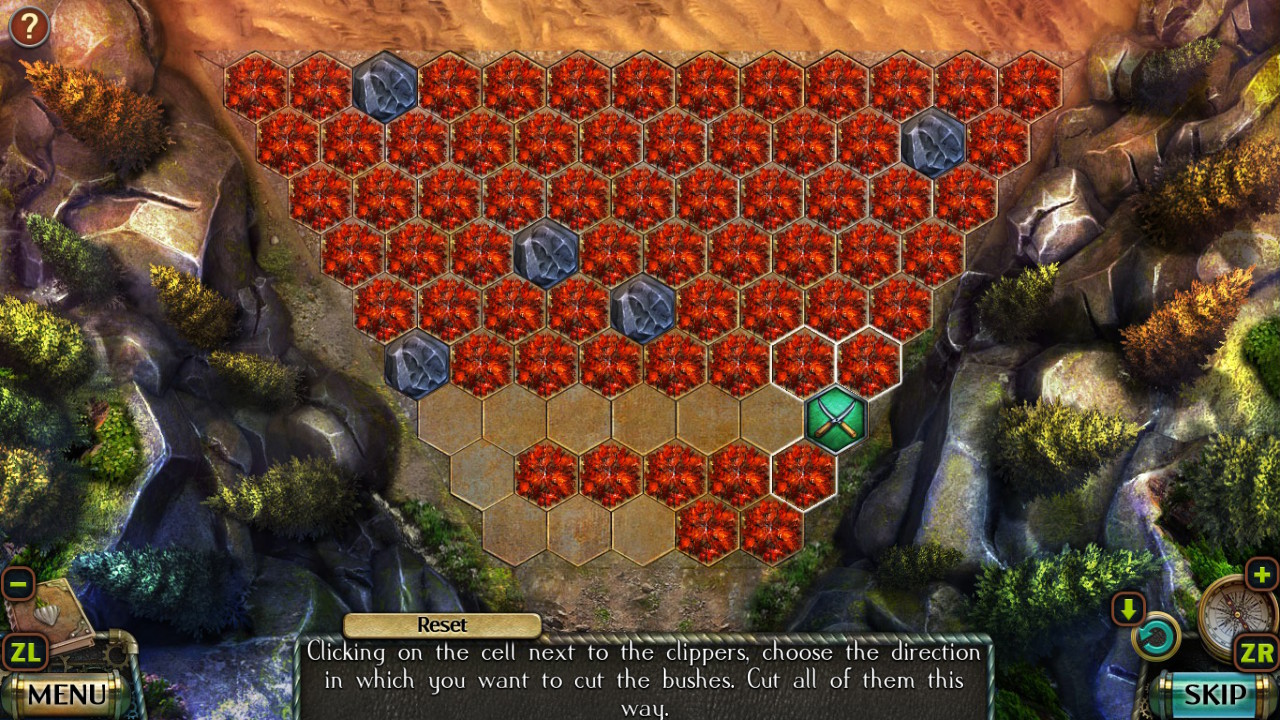 ?
Reset
Clicking on the cell next to the clippers, choose the direction
in which you want to cut the bushes. Cut all of them this
way.
ZL
MENU
ZR
SKIP